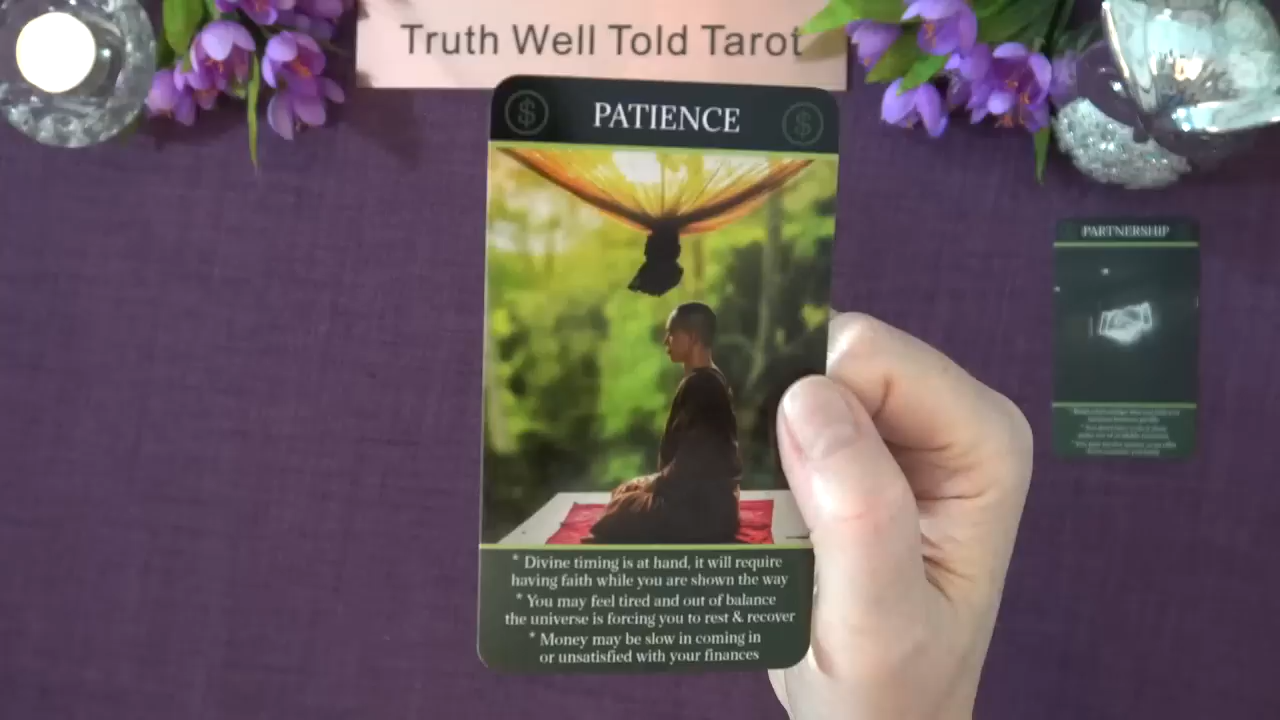 Truth Well Told Tarot
$ PATIENCE $
* Divine timing is at hand, it will require
having faith while you are shown the way
* You may feel tired and out of balance
the universe is forcing you to rest & recover
* Money may be slow in coming in
or unsatisfied with your finances
PARTNERSHIP